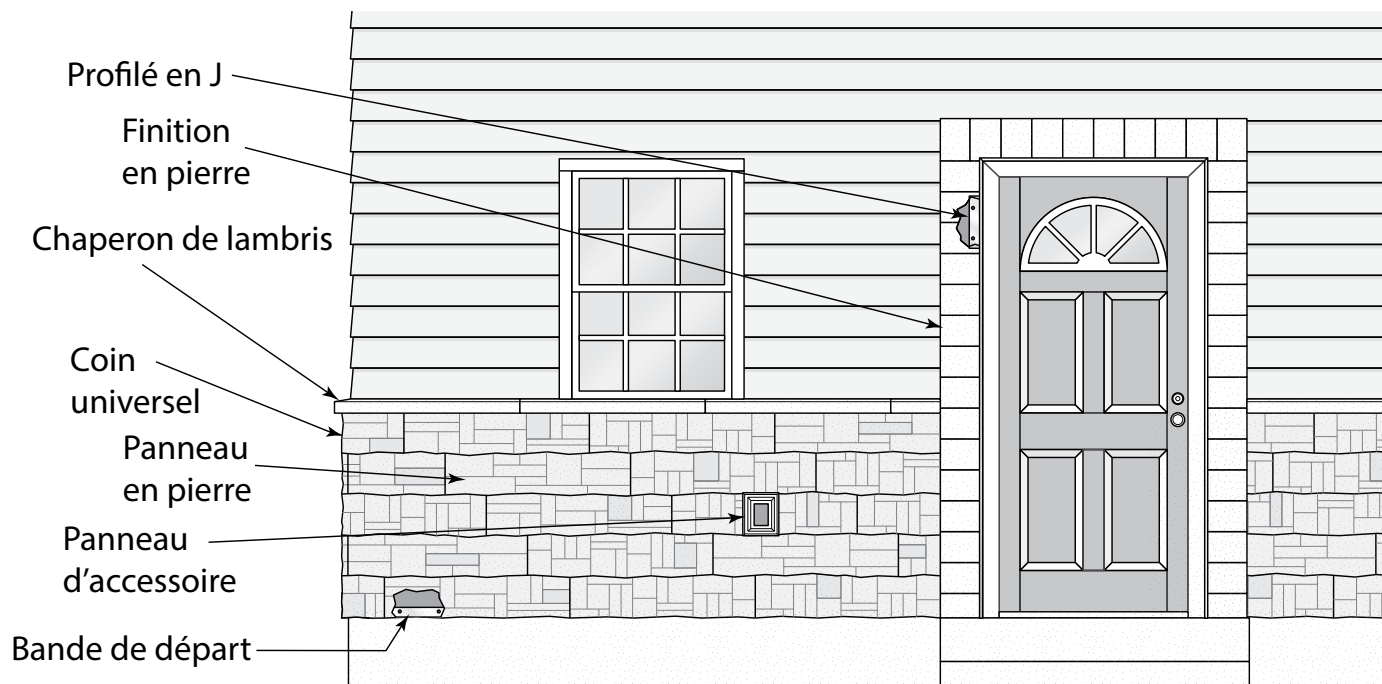 Profilé en J
Finition
en pierre
Chaperon de lambris
Coin
universel
Panneau
en pierre
Panneau
d’accessoire
Bande de départ